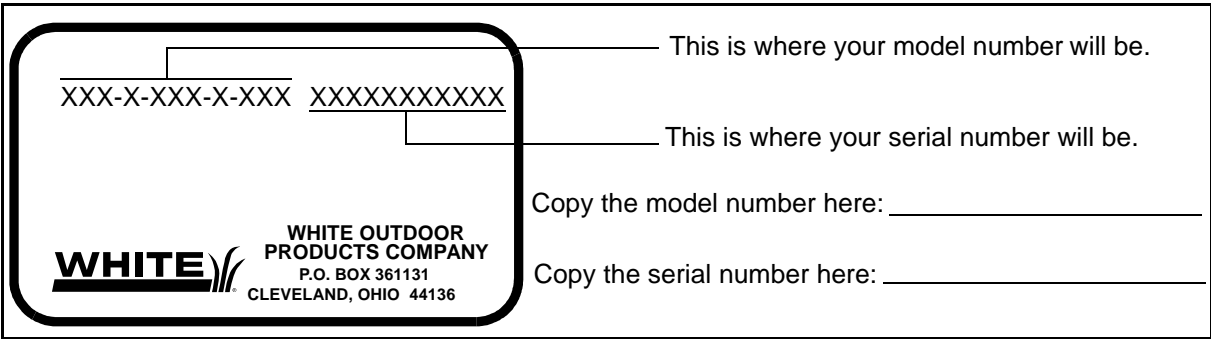 This is where your model number will be.
XXX-X-XXX-X-XXX XXXXXXXXXXX
This is where your serial number will be.
Copy the model number here:
Copy the serial number here:
WHITE
WHITE OUTDOOR
PRODUCTS COMPANY
P.O. BOX 361131
CLEVELAND, OHIO 44136